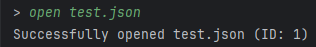 > open test.json
Successfully opened test.json (ID: 1)